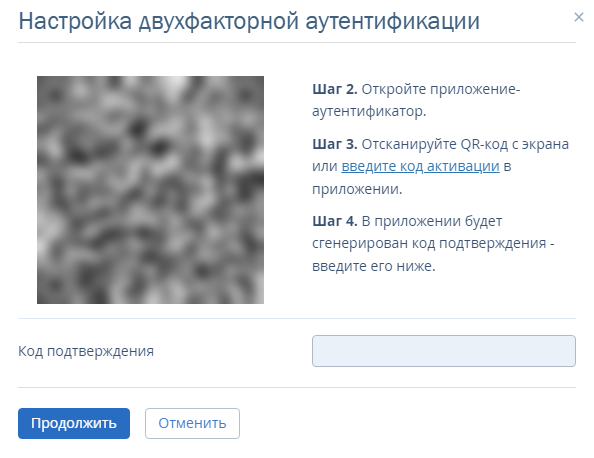 Настройка двухфакторной аутентификации
×
Шаг 2. Откройте приложение-
аутентификатор.
Шаг 3. Отсканируйте QR-код с экрана
или введите код активации в
приложении.
Шаг 4. В приложении будет
сгенерирован код подтверждения -
введите его ниже.
Код подтверждения
Продолжить
Отменить